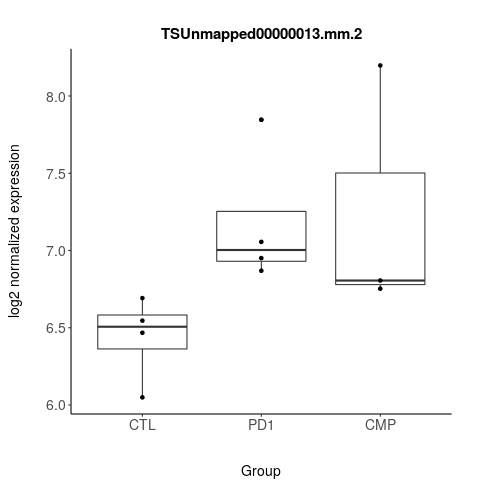 TSUnmapped00000013.mm.2
log2 normalized expression
8.0
7.5
7.0
6.5
6.0
CTL PD1 CMP
Group